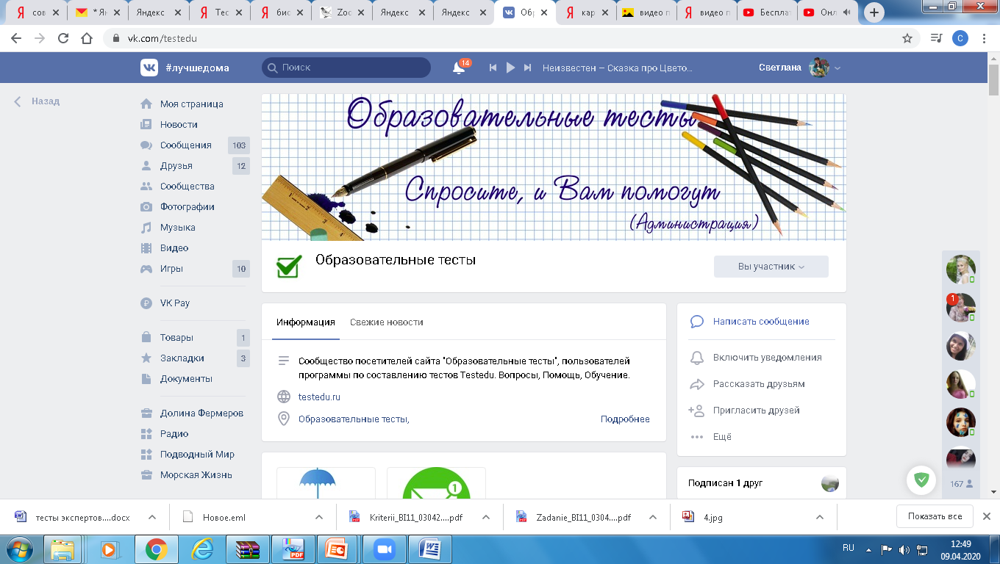 сов
* Ян
Яндекс
Тес
бис
Zoo
Яндекс
Яндекс
Обр
кар
видео п
видео п
Бесплат
Онл
vk.com/testedu
C
#лучшедома
Поиск
14
Неизвестен – Сказка про Цвето...
Светлана
Назад
Моя страница
Новости
Сообщения 103
Друзья 12
Сообщества
Фотографии
Музыка
Видео
Игры 10
VK Pay
Товары 1
Закладки 3
Документы
Долина Фермеров
Радио
Подводный Мир
Морская Жизнь
Образовательные тесты
Спросите, и Вам помогут
(Администрация)
Образовательные тесты
Вы участник
Информация Свежие новости
Сообщество посетителей сайта "Образовательные тесты", пользователей
программы по составлению тестов Testedu. Вопросы, Помощь, Обучение.
testedu.ru
Образовательные тесты, Подробнее
1
Написать сообщение
Включить уведомления
Рассказать друзьям
Пригласить друзей
Ещё
Подписан 1 друг
1
167
тесты экспертов....docx
Новое.eml
Kriterii_BI11_03042....pdf
Zadanie_BI11_0304....pdf
4.jpg
Показать все
PDF
RU
12:49
09.04.2020